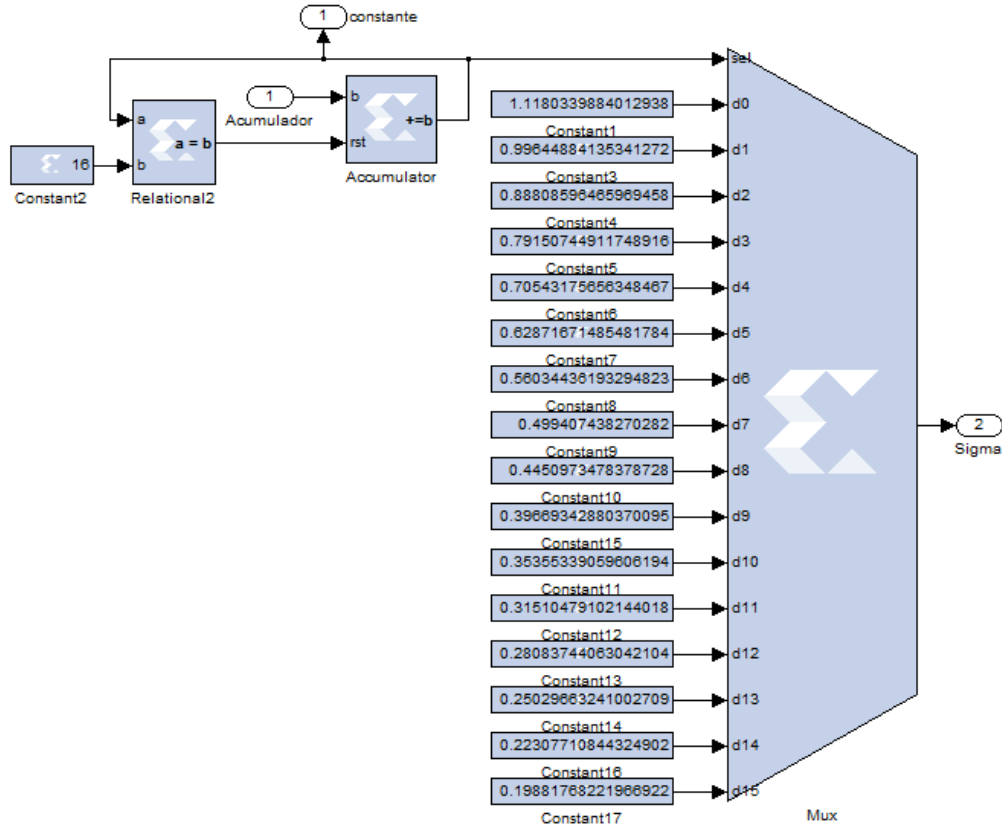 1 constante
a
a = b
b
16
Constant2
Relational2
1
Acumulador
b
+=b
rst
Accumulator
sel
1.11803398840129​38 d0
Constant1
0.99644884135341272 d1
Constant3
0.88808596465969458 d2
Constant4
0.79150744911748916 d3
Constant5
0.70543175656348467 d4
Constant6
0.62871671485481784 d5
Constant7
0.56034436193294823 d6
Constant8
0.499407438270282 d7
Constant9
0.4450973478378728 d8
Constant10
0.39669342880370095 d9
Constant15
0.35355339059606194 d10
Constant11
0.31510479102144018 d11
Constant12
0.28083744063042104 d12
Constant13
0.25029663241002709 d13
Constant14
0.22307710844324902 d14
Constant16
0.19881768221966922 d15
Constant17
Mux
2
Sigma